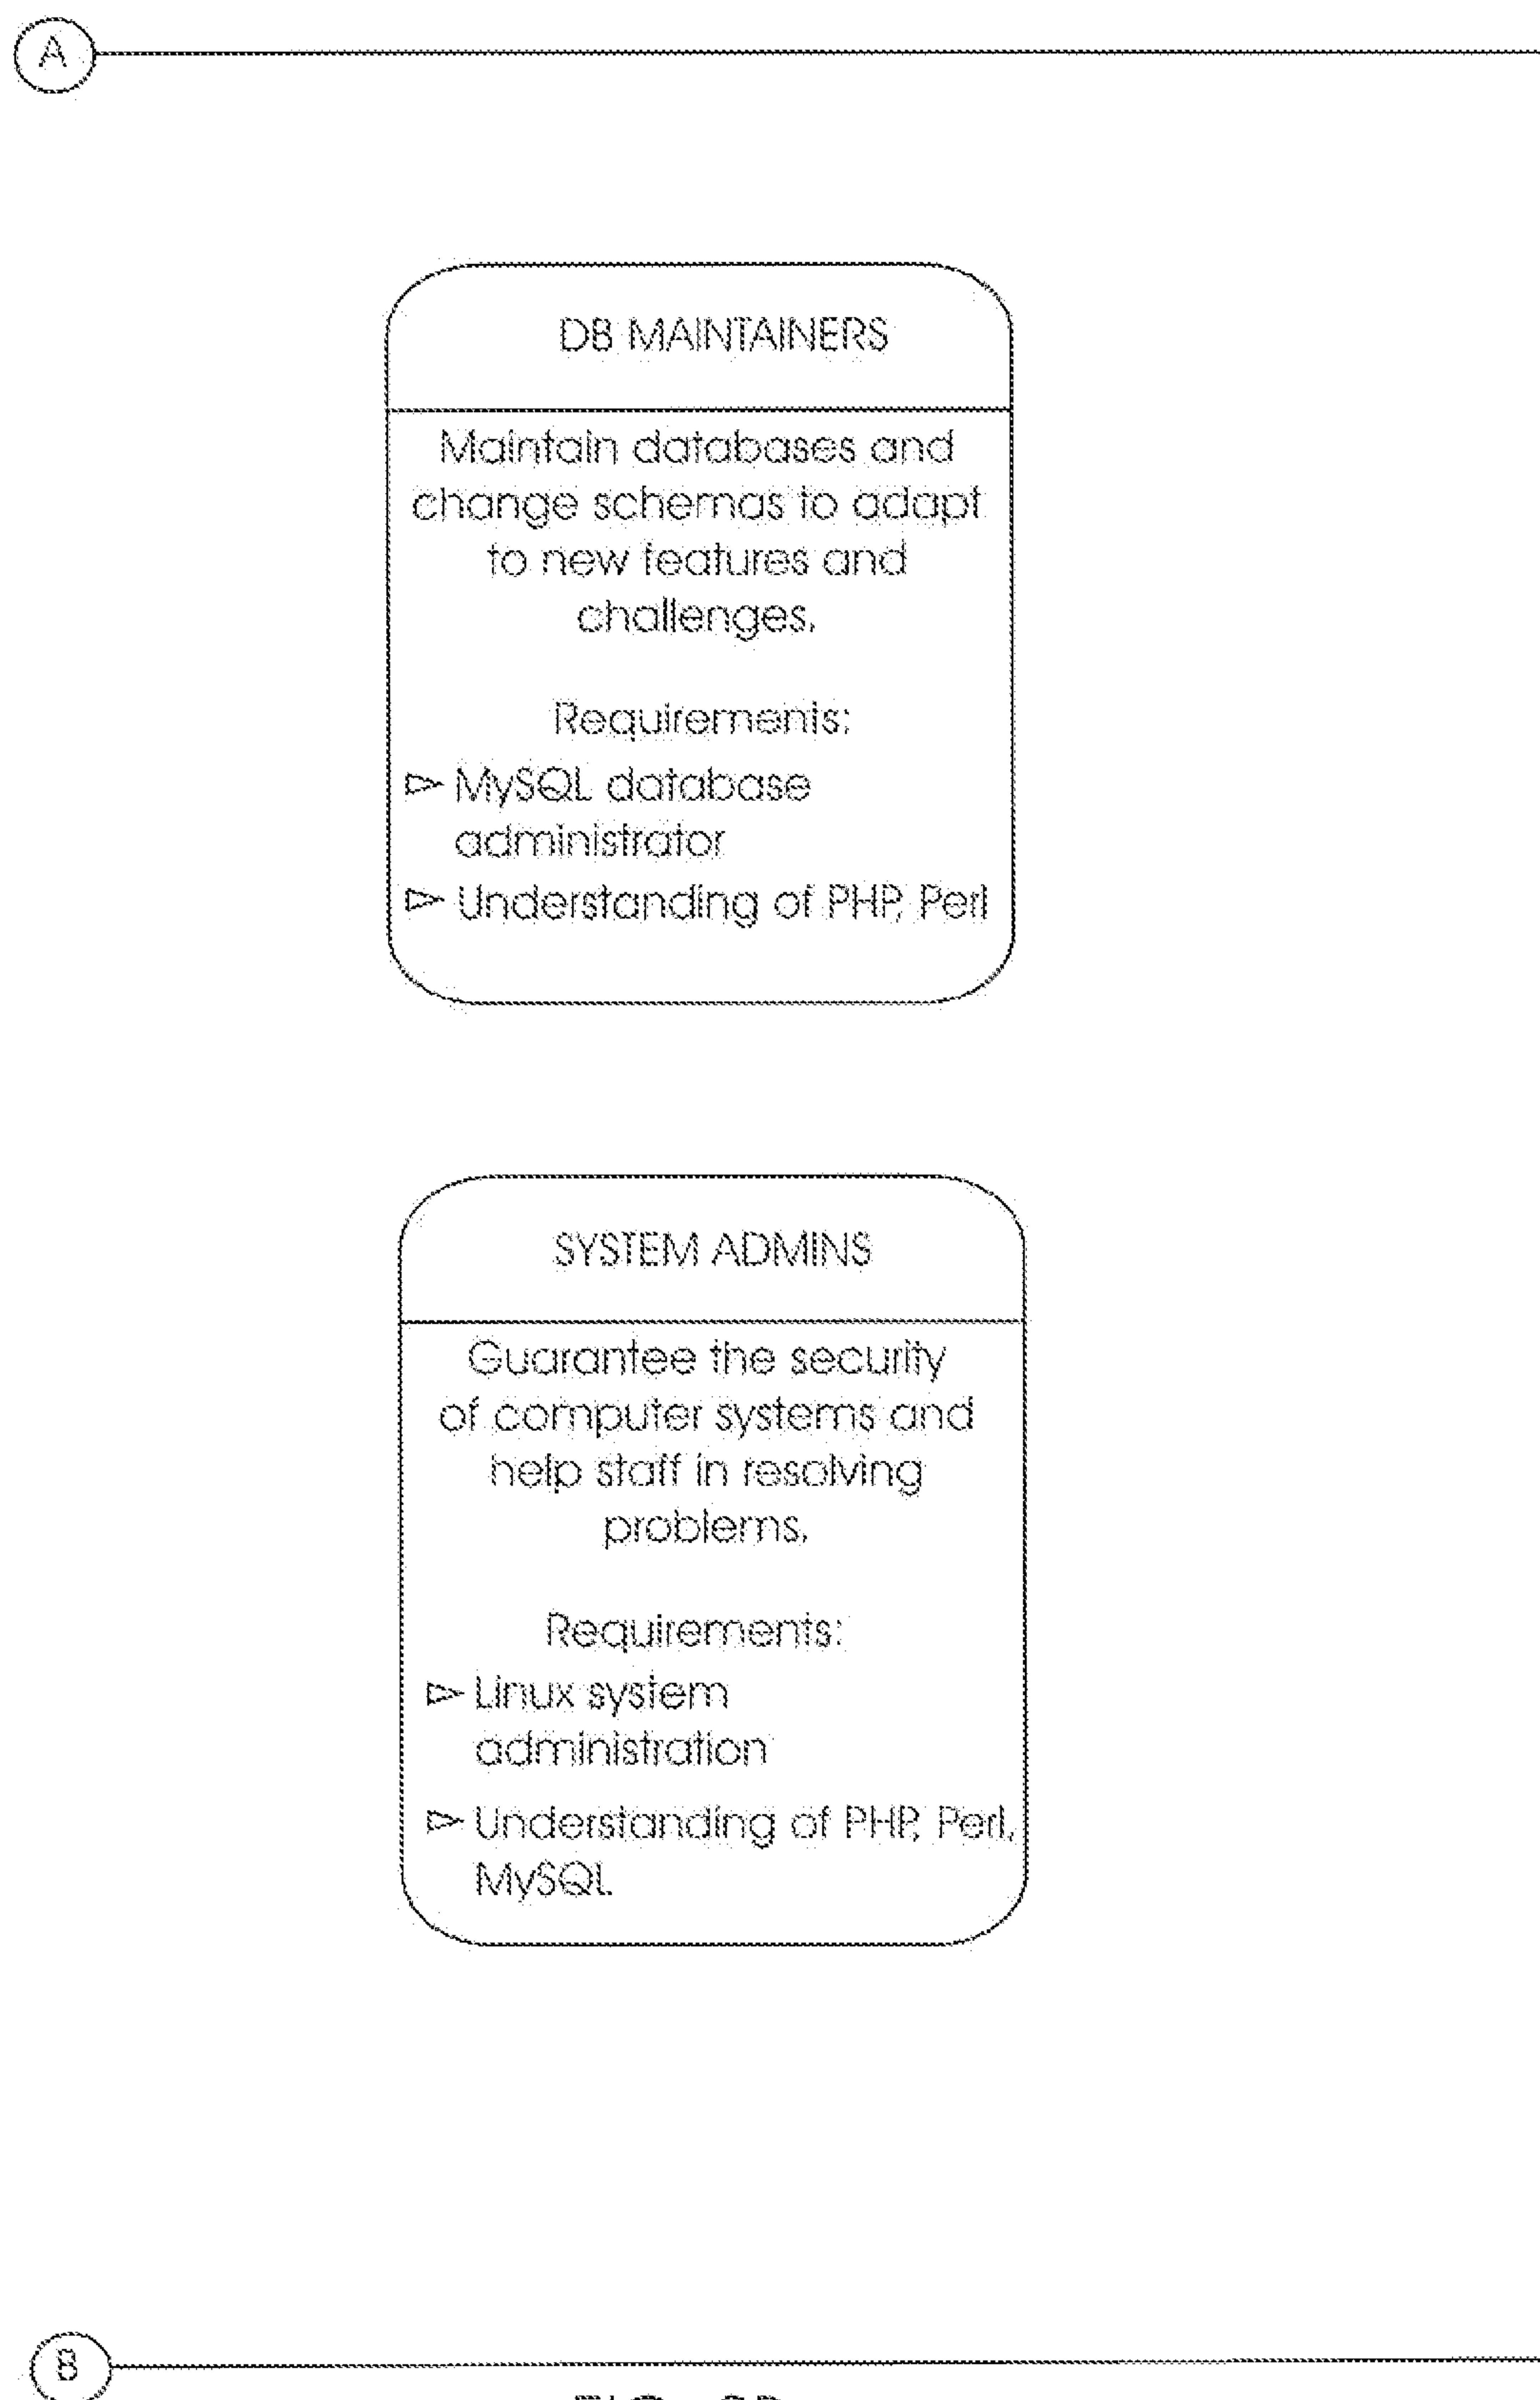 A
DB MAINTAINERS
Maintain databases and
change schemas to adapt
to new features and
challenges.
Requirements:
▷ MySQL database
administrator
▷ Understanding of PHP, Perl
SYSTEM ADMINS
Guarantee the security
of computer systems and
help staff in resolving
problems.
Requirements:
▷ Linux system
administration
▷ Understanding of PHP, Perl,
MySQL
B